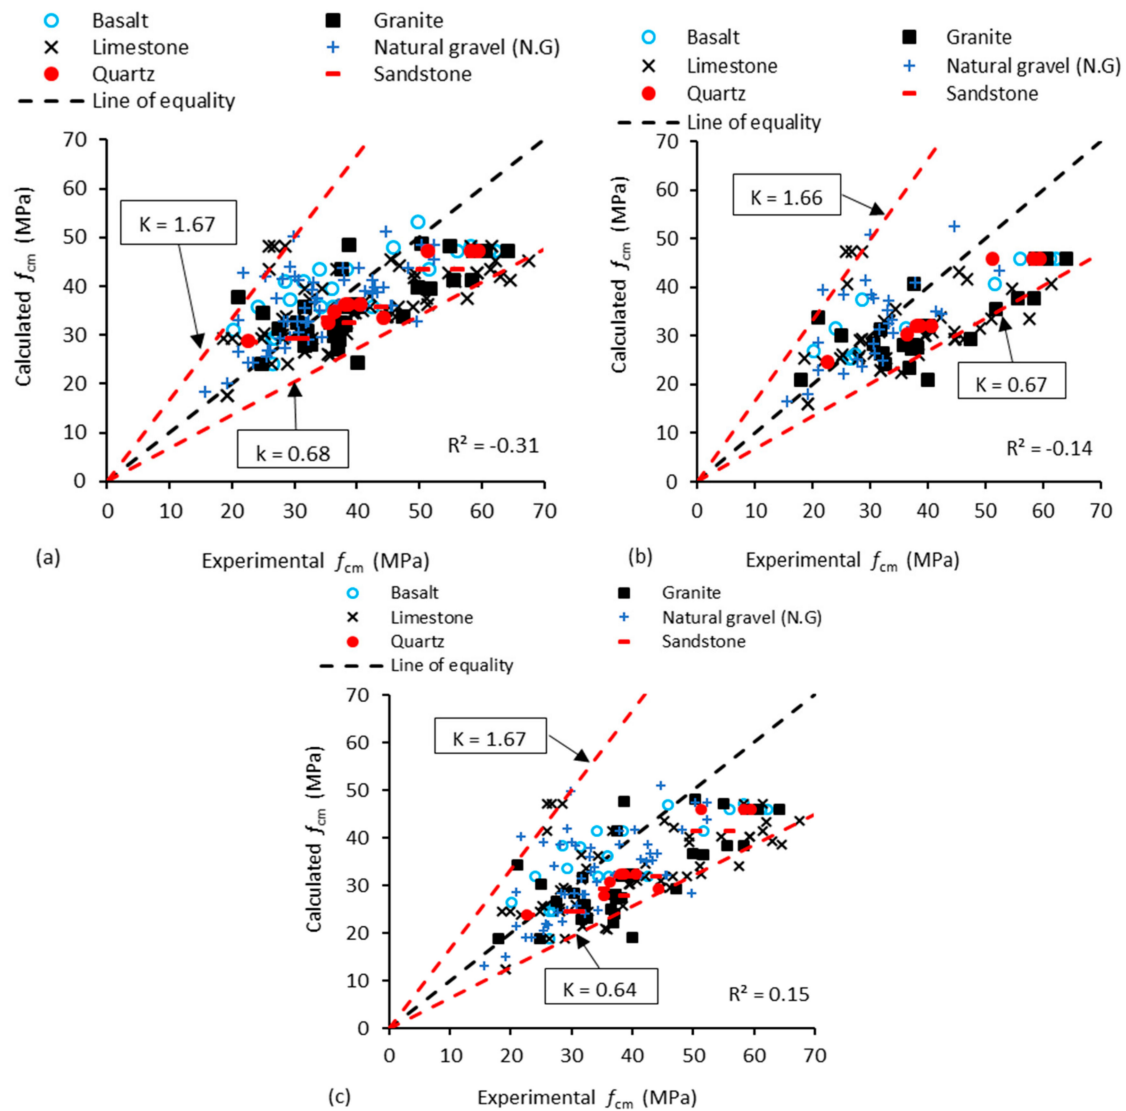 (a)
Basalt Granite
Limestone Natural gravel (N.G)
Quartz Sandstone
Line of equality
70
60
50
40
30
20
10
0
Calculated fcm (MPa)
K = 1.67
k = 0.68
R² = -0.31
0 10 20 30 40 50 60 70
Experimental fcm (MPa)
Basalt Granite
Limestone Natural gravel (N.G)
Quartz Sandstone
Line of equality
70
60
50
40
30
20
10
0
Calculated fcm (MPa)
K = 1.66
K = 0.67
R² = -0.14
0 10 20 30 40 50 60 70
(b) Experimental fcm (MPa)
Basalt Granite
Limestone Natural gravel (N.G)
Quartz Sandstone
Line of equality
70
60
50
40
30
20
10
0
Calculated fcm (MPa)
K = 1.67
K = 0.64
R² = 0.15
0 10 20 30 40 50 60 70
(c) Experimental fcm (MPa)